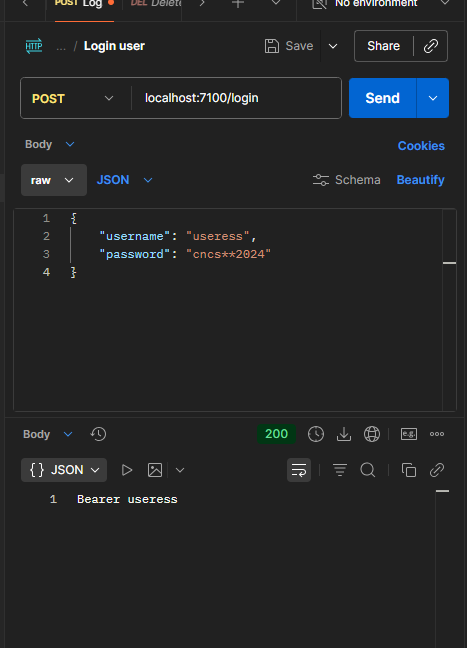 POST Log DEL Delete No environment
HTTP ... / Login user Save Share
POST localhost:7100/login Send
Body Cookies
raw JSON Schema Beautify
1 {
2 "username": "useress",
3 "password": "cncs**2024"
4 }
Body 200 e.g.
{} JSON
1 Bearer useress